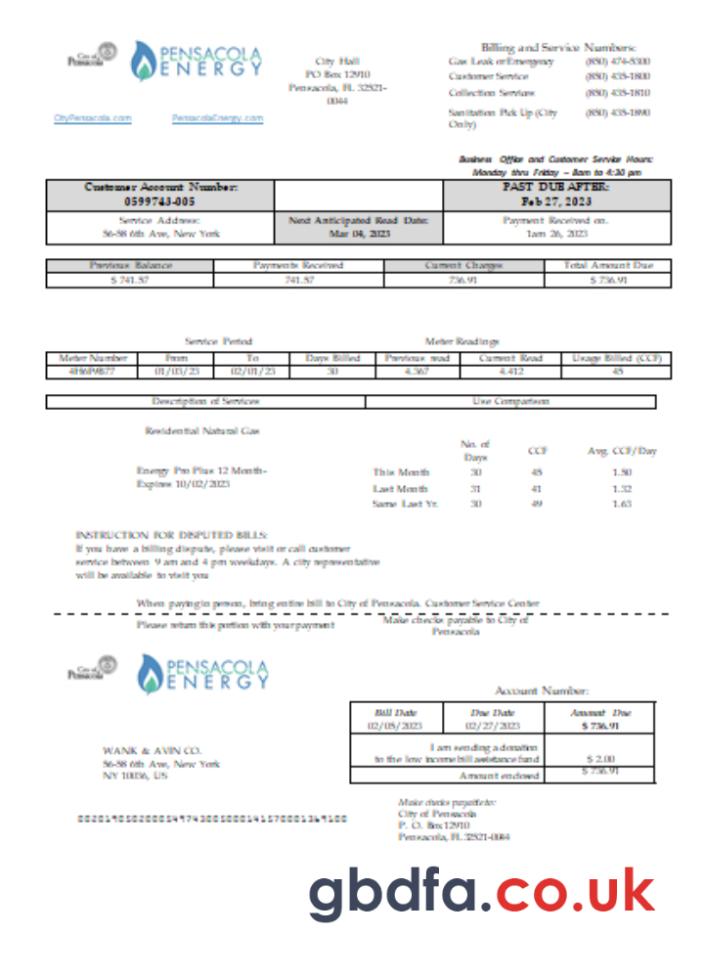 City of
Pensacola
PENSACOLA
ENERGY
City Hall
PO Box 12910
Pensacola, FL 32521-
0044
Billing and Service Numbers:
Gas Leak or Emergency (850) 474-5300
Customer Service (850) 435-1800
Collection Services (850) 435-1810
Sanitation Pick Up (City Only) (850) 435-1890
CityPensacola.com PensacolaEnergy.com
Business Office and Customer Service Hours:
Monday thru Friday – 8am to 4:30 pm
Customer Account Number:
0599743-005
PAST DUE AFTER:
Feb 27, 2023
Service Address:
56-58 6th Ave, New York
Next Anticipated Read Date:
Mar 04, 2023
Payment Received on.
1am 26, 2023
Previous Balance Payments Received Current Charges Total Amount Due
$ 741.57 741.57 736.91 $ 736.91
Service Period Meter Readings
Meter Number From To Days Billed Previous read Current Read Usage Billed (CCF)
01/03/23 02/01/23 30 4.367 4.412 45
Description of Services Use Comparison
Residential Natural Gas
No. of Days CCF Avg. CCF/Day
Energy Pro Plus 12 Month-
Expires 10/02/2023
This Month 30 45 1.50
Last Month 31 41 1.32
Same Last Yr. 30 49 1.63
INSTRUCTION FOR DISPUTED BILLS:
If you have a billing dispute, please visit or call customer
service between 9 am and 4 pm weekdays. A city representative
will be available to visit you
When paying in person, bring entire bill to City of Pensacola. Customer Service Center
Please return this portion with your payment
Make checks payable to City of
Pensacola
City of
Pensacola
PENSACOLA
ENERGY
Account Number:
Bill Date Due Date Amount Due
02/05/2023 02/27/2023 $ 736.91
I am sending a donation
to the low income bill assistance fund $ 2.00
Amount enclosed $ 736.91
WANK & AVIN CO.
56-58 6th Ave, New York
NY 10036, US
Make checks payable to:
City of Pensacola
P. O. Box 12910
Pensacola, FL 32521-0044
gbdfa.co.uk